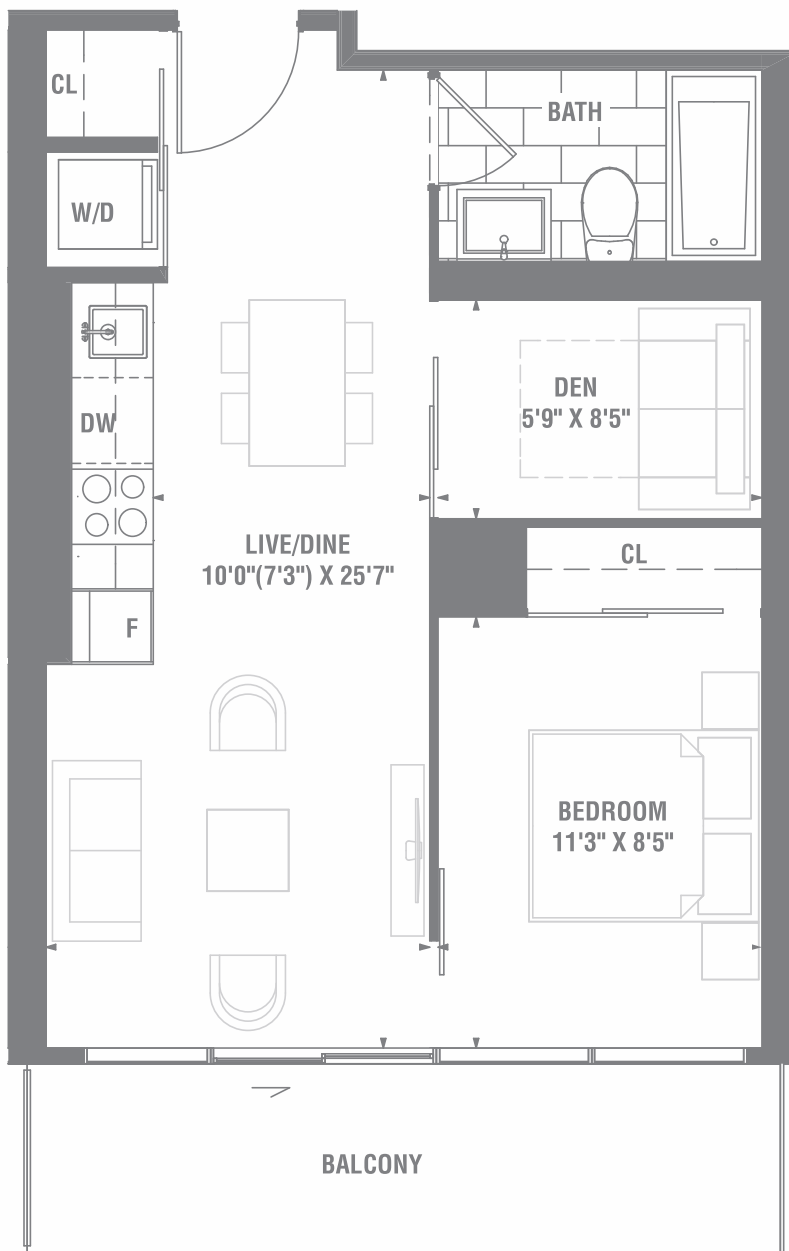 CL
BATH
W/D
DEN
5'9" X 8'5"
DW
LIVE/DINE
10'0"(7'3") X 25'7"
CL
F
BEDROOM
11'3" X 8'5"
BALCONY